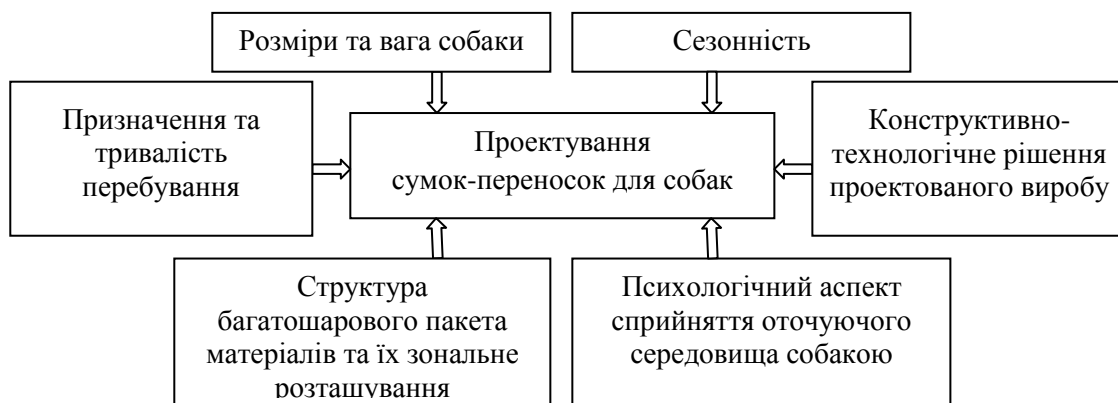 Розміри та вага собаки
Сезонність
Призначення та
тривалість
перебування
Проектування
сумок-переносок для собак
Конструктивно-
технологічне рішення
проектованого виробу
Структура
багатошарового пакета
матеріалів та їх зональне
розташування
Психологічний аспект
сприйняття оточуючого
середовища собакою